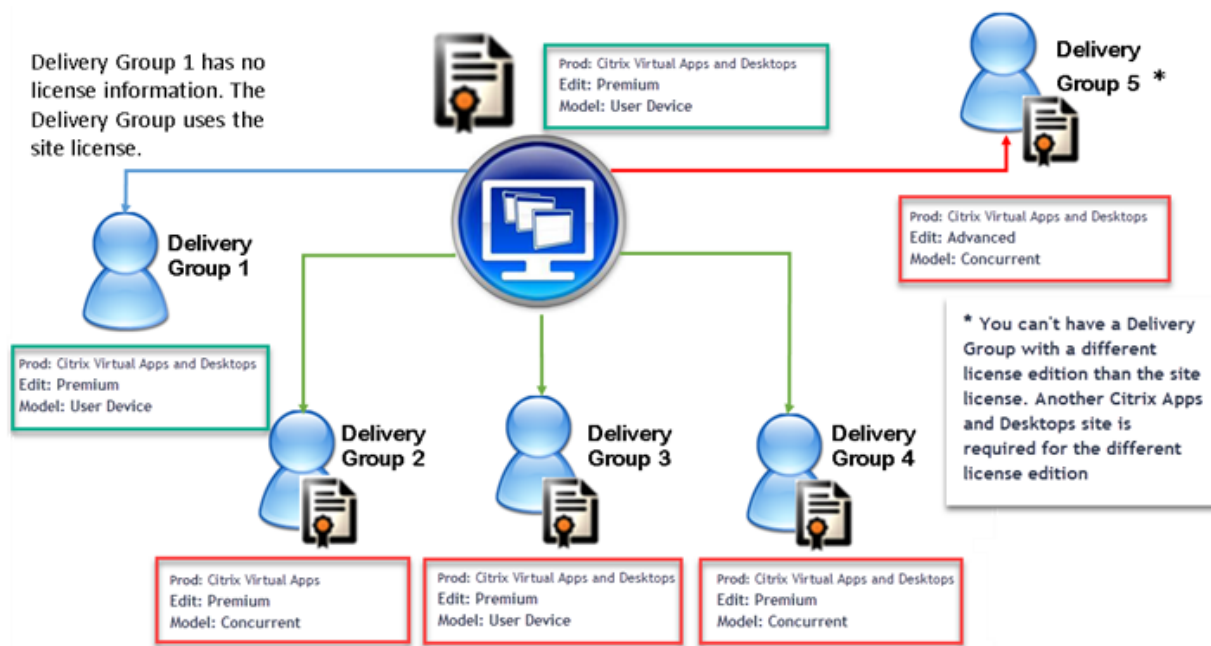 Delivery Group 1 has no
license information. The
Delivery Group uses the
site license.
Prod: Citrix Virtual Apps and Desktops
Edit: Premium
Model: User Device
Delivery
Group 5 *
Prod: Citrix Virtual Apps and Desktops
Edit: Advanced
Model: Concurrent
Delivery
Group 1
Prod: Citrix Virtual Apps and Desktops
Edit: Premium
Model: User Device
* You can't have a Delivery
Group with a different
license edition than the site
license. Another Citrix Apps
and Desktops site is
required for the different
license edition
Delivery
Group 2
Delivery
Group 3
Delivery
Group 4
Prod: Citrix Virtual Apps
Edit: Premium
Model: Concurrent
Prod: Citrix Virtual Apps and Desktops
Edit: Premium
Model: User Device
Prod: Citrix Virtual Apps and Desktops
Edit: Premium
Model: Concurrent